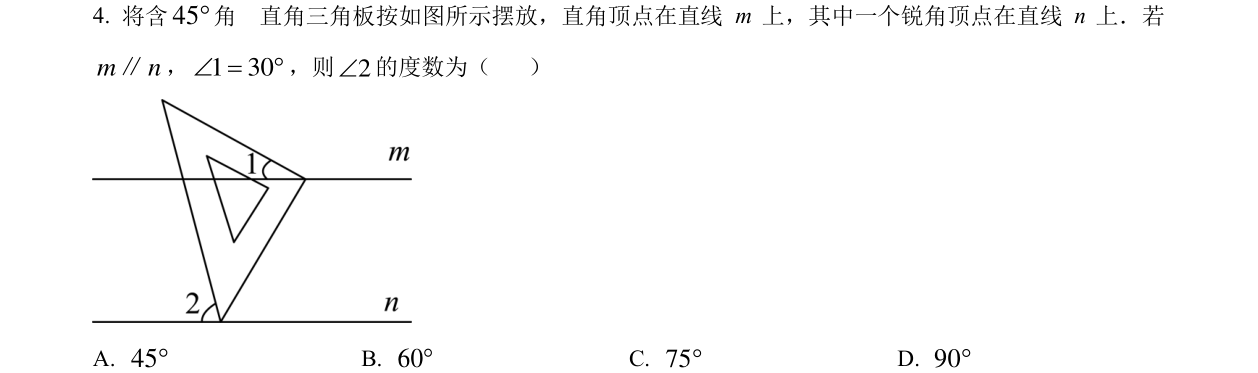 4. 将含 45° 角 直角三角板按如图所示摆放，直角顶点在直线 m 上，其中一个锐角顶点在直线 n 上．若
m // n，∠1 = 30°，则∠2的度数为（ ）
1
m
2
n
A. 45° B. 60° C. 75° D. 90°